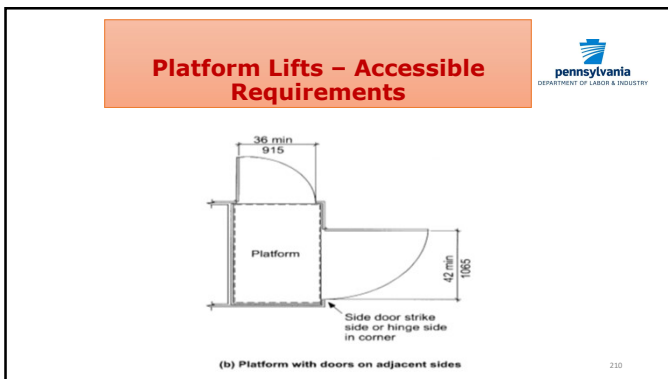 Platform Lifts – Accessible
Requirements
pennsylvania
DEPARTMENT OF LABOR & INDUSTRY
36 min
915
Platform
42 min
1065
Side door strike
side or hinge side
in corner
(b) Platform with doors on adjacent sides
210